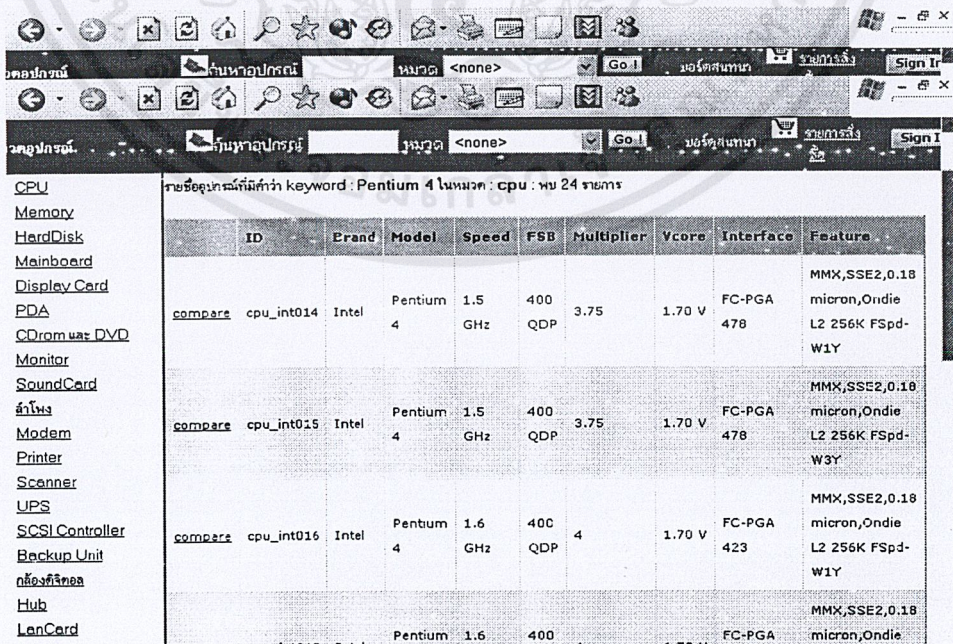 วดอุปกรณ์ ค้นหาอุปกรณ์ หมวด <none> Go ! บอร์ดสนทนา รายการสั่ง
วดอุปกรณ์ ค้นหาอุปกรณ์ หมวด <none> Go ! บอร์ดสนทนา รายการสั่ง
ซื้อ
รายชื่ออุปกรณ์ที่มีคำว่า keyword : Pentium 4 ในหมวด : cpu : พบ 24 รายการ
CPU
Memory
HardDisk
Mainboard
Display Card
PDA
CDrom และ DVD
Monitor
SoundCard
ลำโพง
Modem
Printer
Scanner
UPS
SCSI Controller
Backup Unit
กล้องดิจิตอล
Hub
LanCard
ID Brand Model Speed FSB Multiplier Vcore Interface Feature
compare cpu_int014 Intel Pentium 4 1.5 GHz 400 QDP 3.75 1.70 V FC-PGA 478 MMX,SSE2,0.18 micron,Ondie L2 256K FSpd-W1Y
compare cpu_int015 Intel Pentium 4 1.5 GHz 400 QDP 3.75 1.70 V FC-PGA 478 MMX,SSE2,0.18 micron,Ondie L2 256K FSpd-W3Y
compare cpu_int016 Intel Pentium 4 1.6 GHz 400 QDP 4 1.70 V FC-PGA 423 MMX,SSE2,0.18 micron,Ondie L2 256K FSpd-W1Y
Pentium 1.6 400 FC-PGA MMX,SSE2,0.18 micron,Ondie